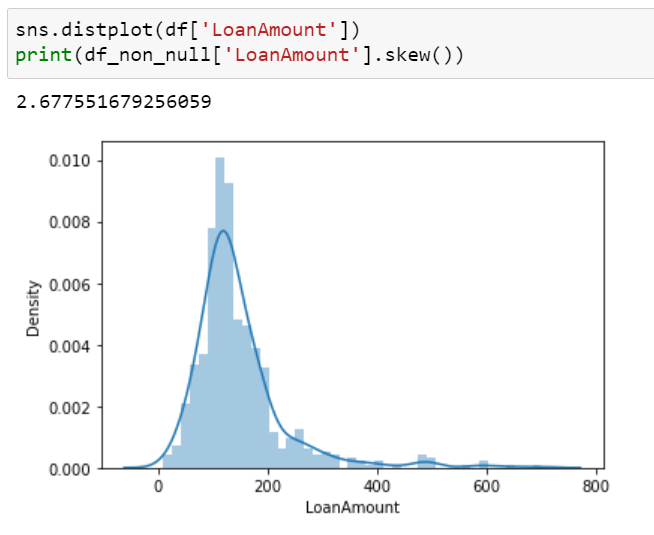 sns.distplot(df['LoanAmount'])
print(df_non_null['LoanAmount'].skew())
2.677551679256059
0.010
0.008
0.006
0.004
0.002
0.000
Density
0 200 400 600 800
LoanAmount